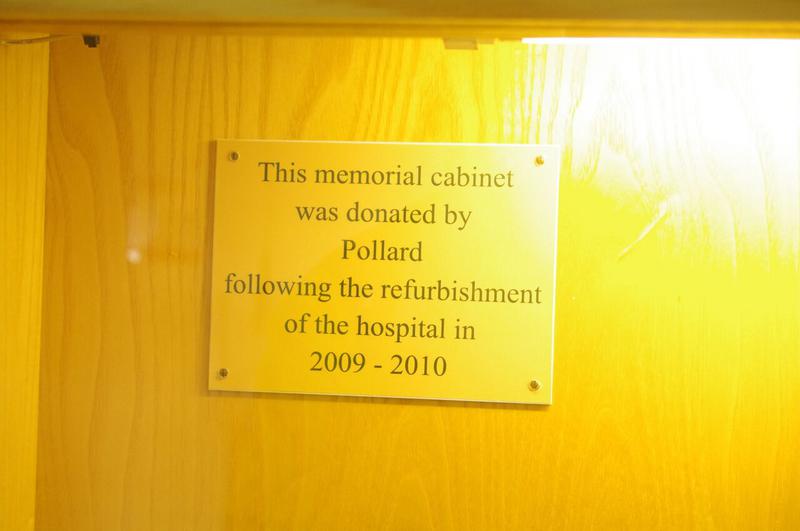 This memorial cabinet
was donated by
Pollard
following the refurbishment
of the hospital in
2009 - 2010